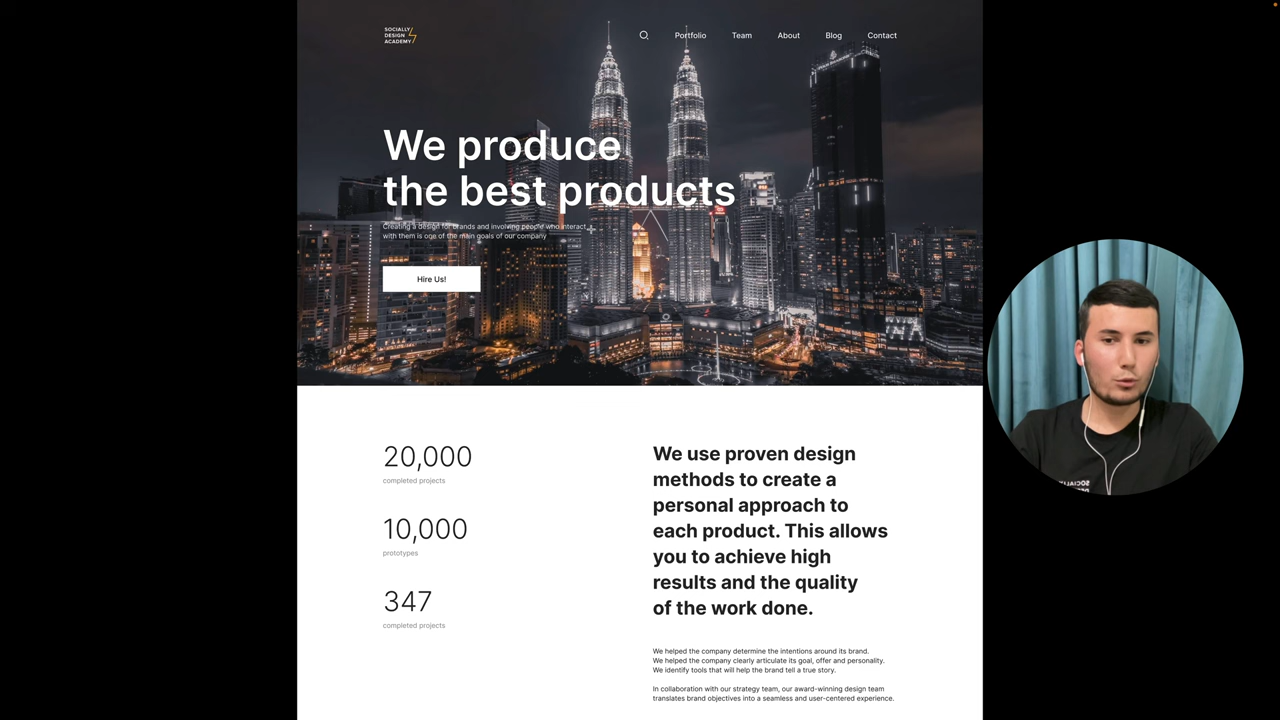 SOCIALLY
DESIGN
ACADEMY
Portfolio Team About Blog Contact
We produce
the best products
Creating a design for brands and involving people who interact
with them is one of the main goals of our company
Hire Us!
20,000
completed projects
10,000
prototypes
347
completed projects
We use proven design
methods to create a
personal approach to
each product. This allows
you to achieve high
results and the quality
of the work done.
We helped the company determine the intentions around its brand.
We helped the company clearly articulate its goal, offer and personality.
We identify tools that will help the brand tell a true story.
In collaboration with our strategy team, our award-winning design team
translates brand objectives into a seamless and user-centered experience.